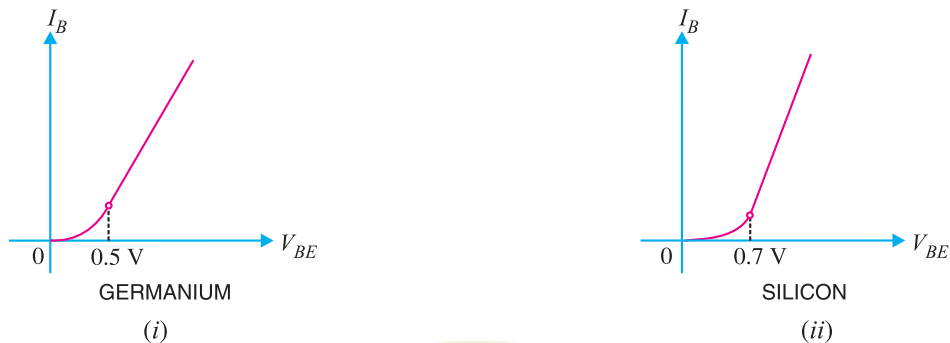 I_B
0
0.5 V
V_BE
GERMANIUM
(i)
I_B
0
0.7 V
V_BE
SILICON
(ii)